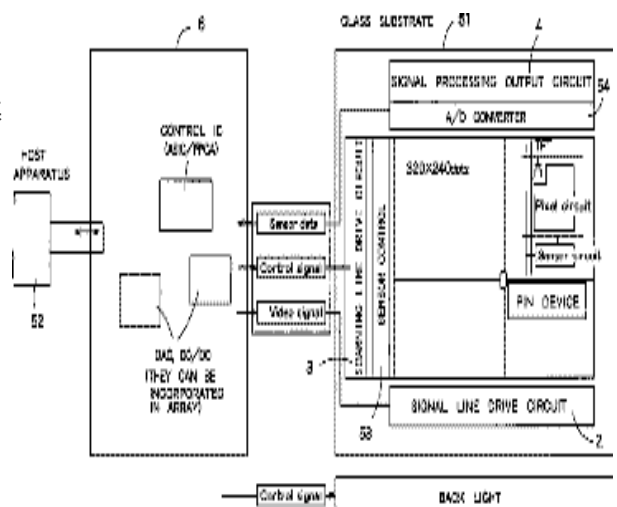 6
GLASS SUBSTRATE
51
4
SIGNAL PROCESSING OUTPUT CIRCUIT
54
A/D CONVERTER
CONTROL IC
(ASIC/FPGA)
HOST
APPARATUS
52
DAC, DC/DC
(THEY CAN BE
INCORPORATED
IN ARRAY)
Sensor data
Control signal
Video signal
3
SCANNING LINE DRIVE CIRCUIT
SENSOR CONTROL
53
320X240dots
TFT
Pixel circuit
Sensor circuit
PIN DEVICE
SIGNAL LINE DRIVE CIRCUIT
2
Control signal
BACK LIGHT